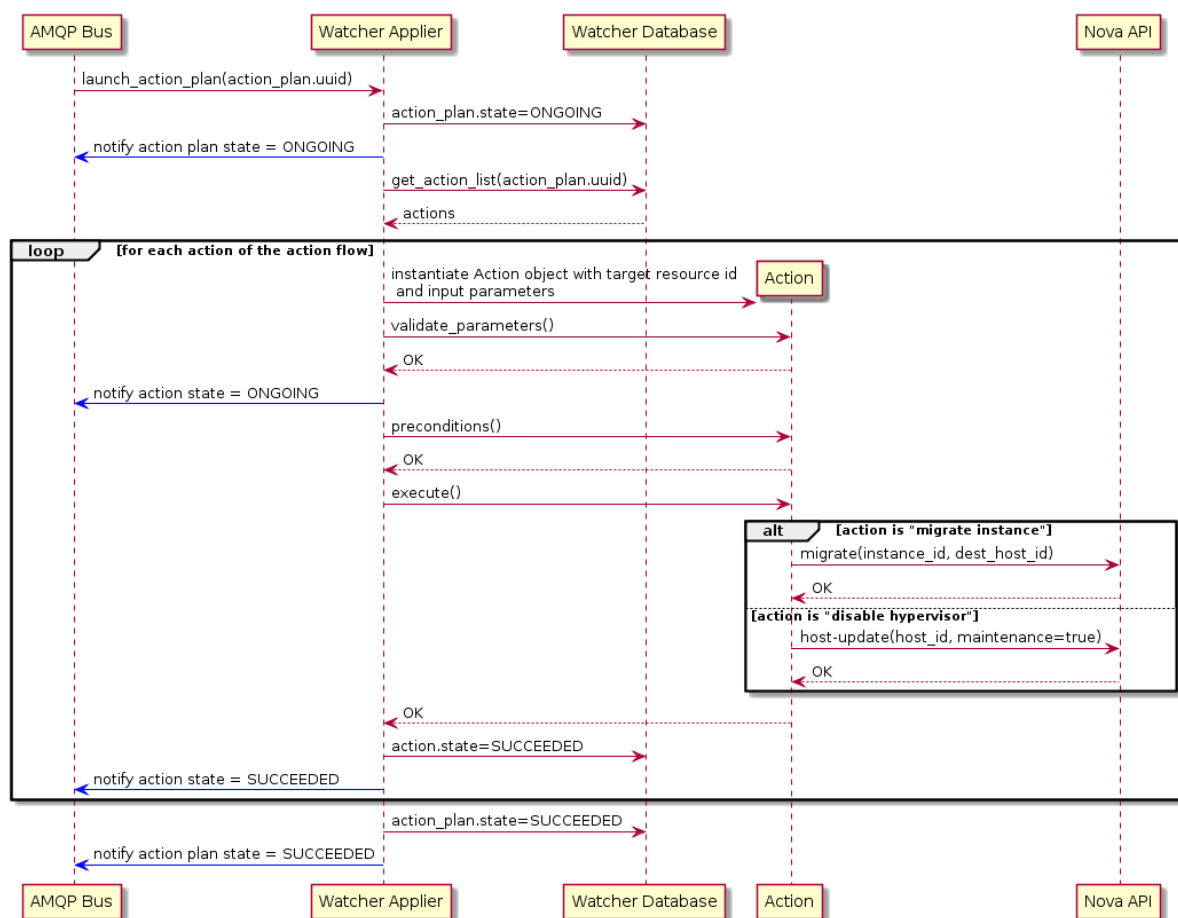 AMQP Bus
Watcher Applier
Watcher Database
Nova API
launch_action_plan(action_plan.uuid)
action_plan.state=ONGOING
notify action plan state = ONGOING
get_action_list(action_plan.uuid)
actions
loop
[for each action of the action flow]
instantiate Action object with target resource id
and input parameters
Action
validate_parameters()
OK
notify action state = ONGOING
preconditions()
OK
execute()
alt
[action is "migrate instance"]
migrate(instance_id, dest_host_id)
OK
[action is "disable hypervisor"]
host-update(host_id, maintenance=true)
OK
OK
action.state=SUCCEEDED
notify action state = SUCCEEDED
action_plan.state=SUCCEEDED
notify action plan state = SUCCEEDED
AMQP Bus
Watcher Applier
Watcher Database
Action
Nova API